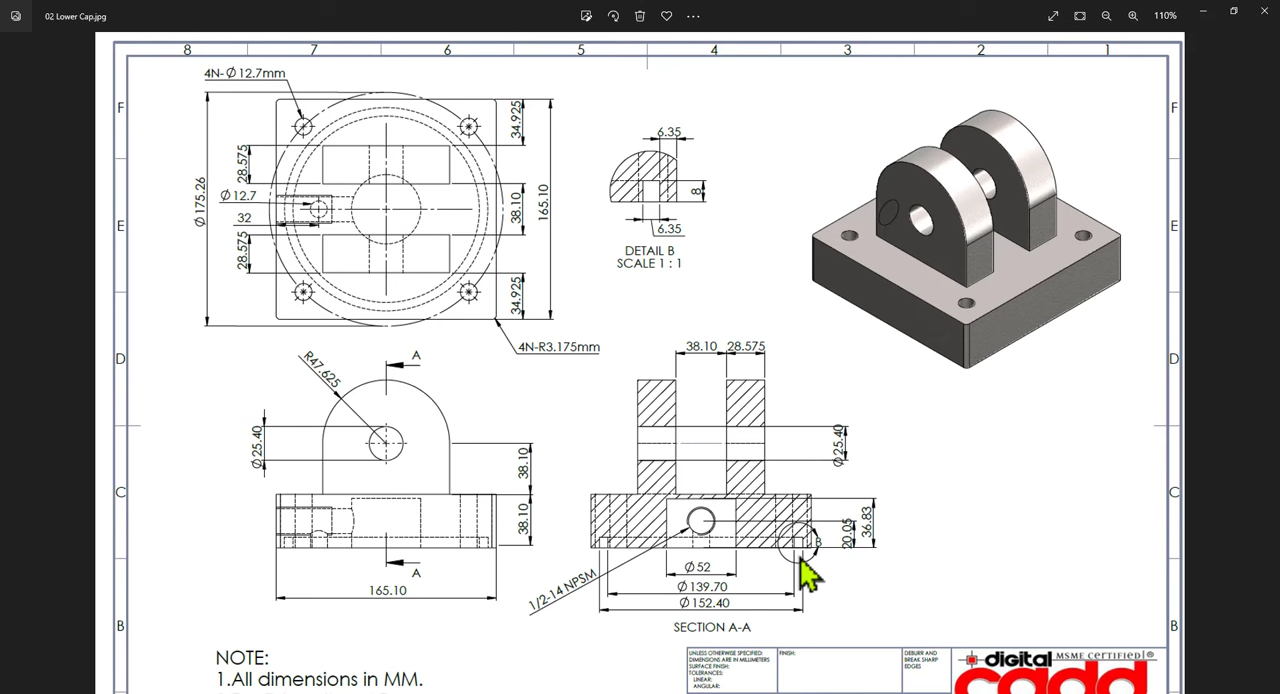 02 Lower Cap.jpg
110%
8 7 6 5 4 3 2 1
F F
E E
D D
C C
B B
4N-Ø12.7mm
Ø175.26
28.575
Ø12.7
32
28.575
34.925
38.10
165.10
34.925
4N-R3.175mm
6.35
8
6.35
DETAIL B
SCALE 1 : 1
R47.625
A
Ø25.40
38.10
38.10
A
165.10
38.10 28.575
Ø25.40
B
20.05
36.83
1/2-14 NPSM
Ø52
Ø139.70
Ø152.40
SECTION A-A
NOTE:
1.All dimensions in MM.
UNLESS OTHERWISE SPECIFIED:
DIMENSIONS ARE IN MILLIMETERS
SURFACE FINISH:
TOLERANCES:
LINEAR:
ANGULAR:
FINISH:
DEBURR AND
BREAK SHARP
EDGES
digital MSME CERTIFIED ®
cadd